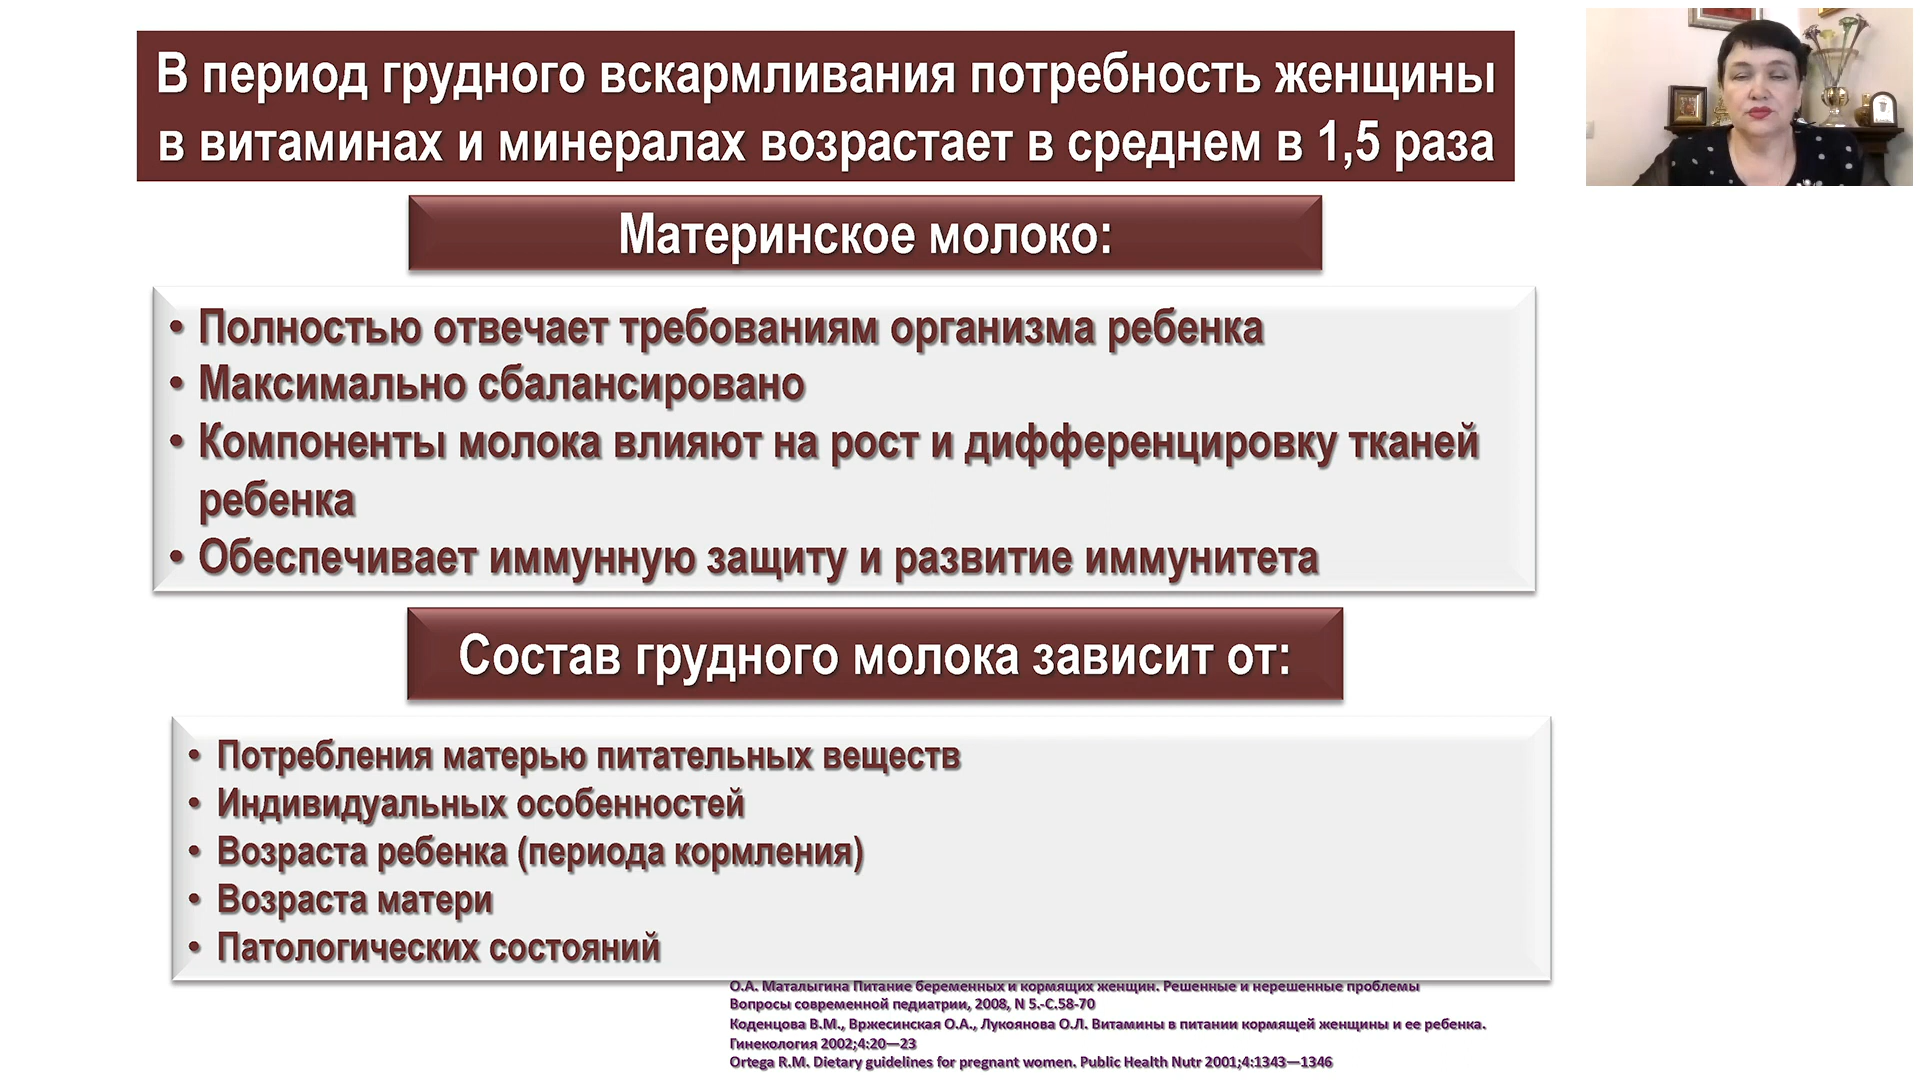 В период грудного вскармливания потребность женщины
в витаминах и минералах возрастает в среднем в 1,5 раза
Материнское молоко:
• Полностью отвечает требованиям организма ребенка
• Максимально сбалансировано
• Компоненты молока влияют на рост и дифференцировку тканей
ребенка
• Обеспечивает иммунную защиту и развитие иммунитета
Состав грудного молока зависит от:
• Потребления матерью питательных веществ
• Индивидуальных особенностей
• Возраста ребенка (периода кормления)
• Возраста матери
• Патологических состояний
О.А. Маталыгина Питание беременных и кормящих женщин. Решенные и нерешенные проблемы
Вопросы современной педиатрии, 2008, N 5.-С.58-70
Коденцова В.М., Вржесинская О.А., Лукоянова О.Л. Витамины в питании кормящей женщины и ее ребенка.
Гинекология 2002;4:20—23
Ortega R.M. Dietary guidelines for pregnant women. Public Health Nutr 2001;4:1343—1346